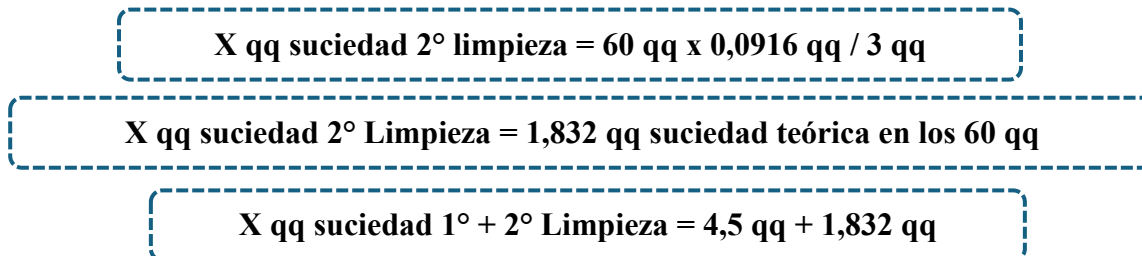 X qq suciedad 2° limpieza = 60 qq x 0,0916 qq / 3 qq
X qq suciedad 2° Limpieza = 1,832 qq suciedad teórica en los 60 qq
X qq suciedad 1° + 2° Limpieza = 4,5 qq + 1,832 qq